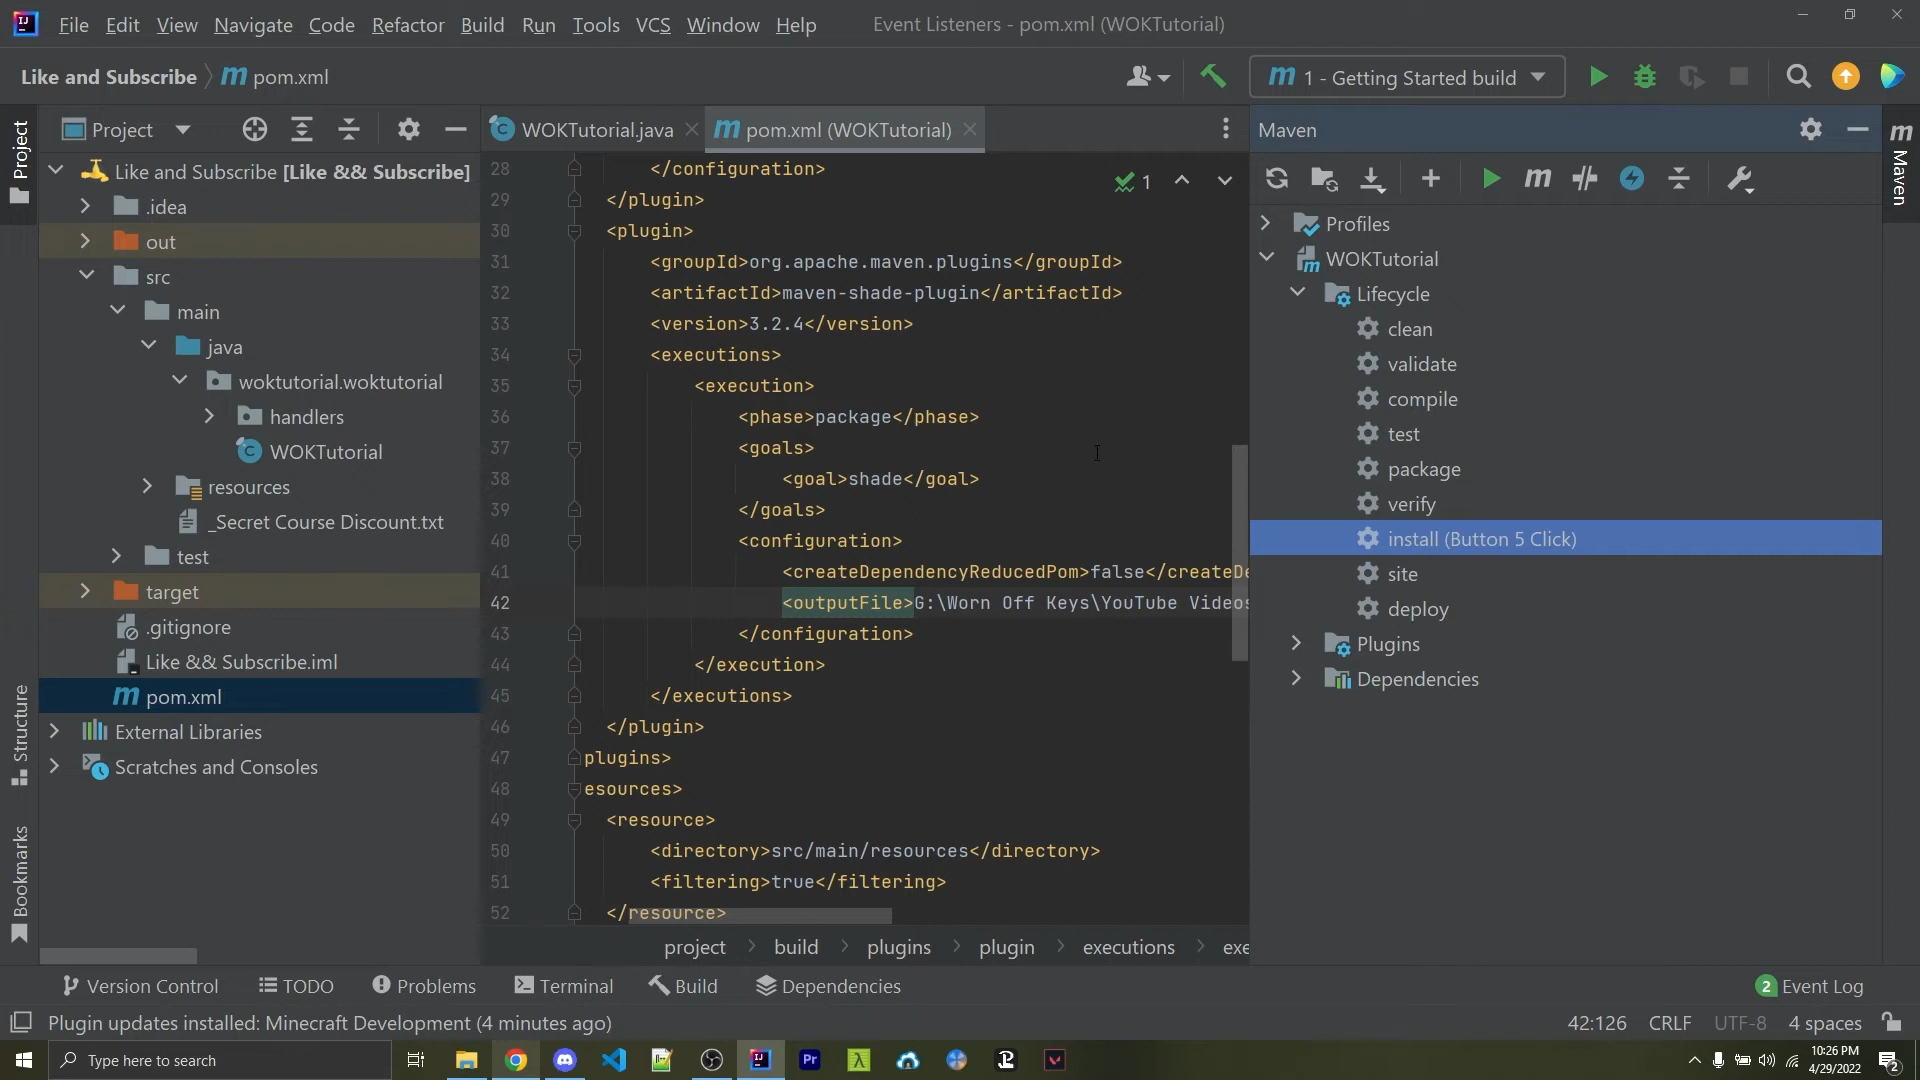 File Edit View Navigate Code Refactor Build Run Tools VCS Window Help Event Listeners - pom.xml (WOKTutorial)
Like and Subscribe pom.xml 1 - Getting Started build
Project WOKTutorial.java pom.xml (WOKTutorial) Maven
Project
Like and Subscribe [Like && Subscribe]
.idea
out
src
main
java
woktutorial.woktutorial
handlers
WOKTutorial
resources
_Secret Course Discount.txt
test
target
.gitignore
Like && Subscribe.iml
pom.xml
External Libraries
Scratches and Consoles
Structure
Bookmarks
1
28 </configuration>
29 </plugin>
30 <plugin>
31 <groupId>org.apache.maven.plugins</groupId>
32 <artifactId>maven-shade-plugin</artifactId>
33 <version>3.2.4</version>
34 <executions>
35 <execution>
36 <phase>package</phase>
37 <goals>
38 <goal>shade</goal>
39 </goals>
40 <configuration>
41 <createDependencyReducedPom>false</createDe
42 <outputFile>G:\Worn Off Keys\YouTube Videos
43 </configuration>
44 </execution>
45 </executions>
46 </plugin>
47 plugins>
48 esources>
49 <resource>
50 <directory>src/main/resources</directory>
51 <filtering>true</filtering>
52 </resource>
project build plugins plugin executions exe
Profiles
WOKTutorial
Lifecycle
clean
validate
compile
test
package
verify
install (Button 5 Click)
site
deploy
Plugins
Dependencies
Maven
Version Control TODO Problems Terminal Build Dependencies 2 Event Log
Plugin updates installed: Minecraft Development (4 minutes ago) 42:126 CRLF UTF-8 4 spaces
Type here to search Pr 10:26 PM
4/29/2022 2